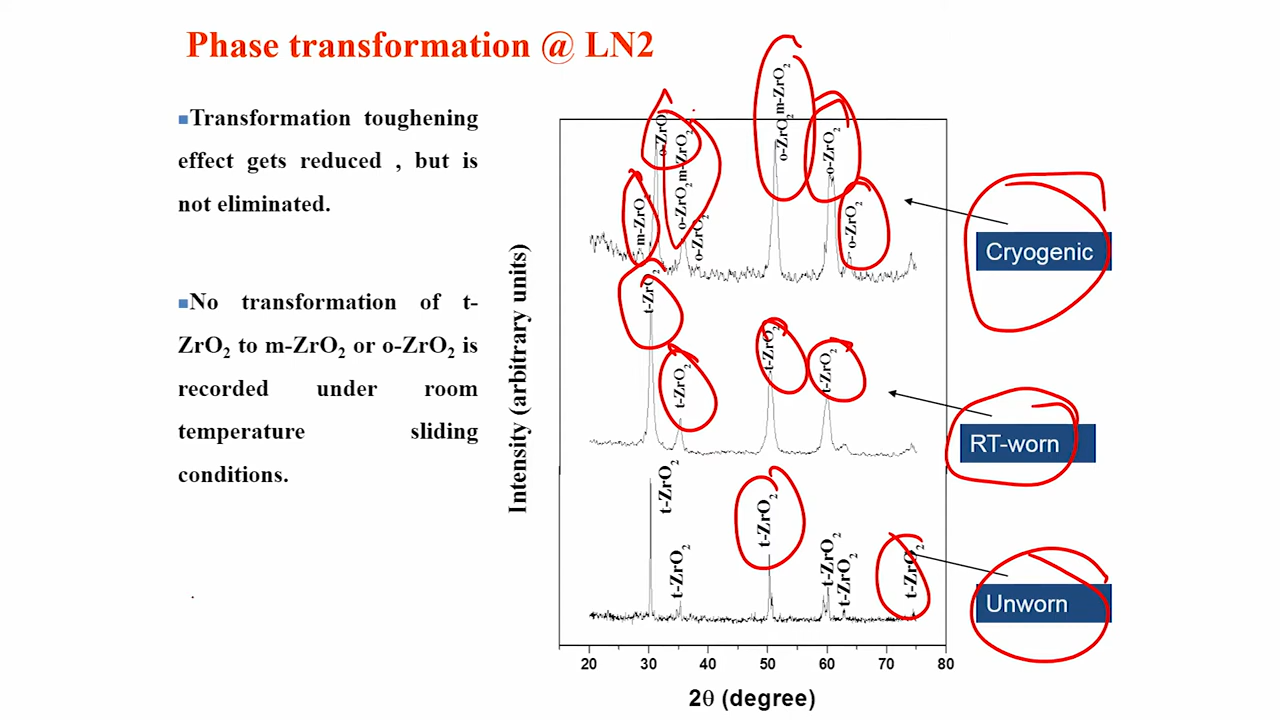 Phase transformation @ LN2
Transformation toughening
effect gets reduced , but is
not eliminated.
No transformation of t-
ZrO2 to m-ZrO2 or o-ZrO2 is
recorded under room
temperature sliding
conditions.
Intensity (arbitrary units)
m-ZrO2
o-ZrO
o-ZrO2 m-ZrO2
o-ZrO2
o-ZrO2 m-ZrO2
o-ZrO2
o-ZrO2
Cryogenic
t-ZrO2
t-ZrO2
t-ZrO2
t-ZrO2
RT-worn
t-ZrO2
t-ZrO2
t-ZrO2
t-ZrO2
t-ZrO2
t-ZrO2
Unworn
20 30 40 50 60 70 80
2θ (degree)